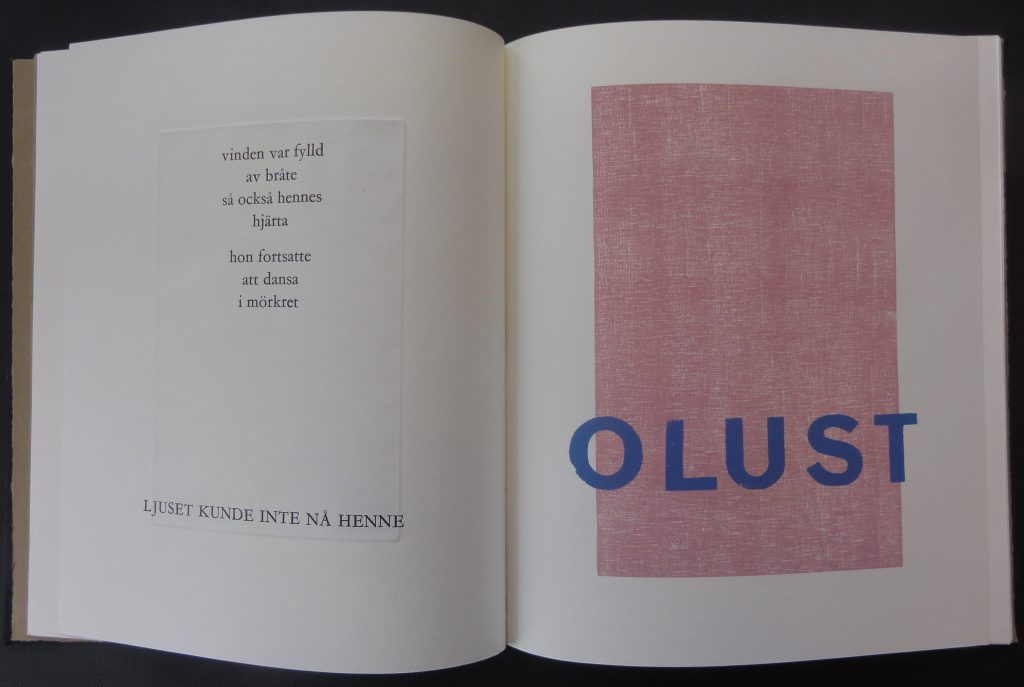 vinden var fylld
av bråte
så också hennes
hjärta
hon fortsatte
att dansa
i mörkret
LJUSET KUNDE INTE NÅ HENNE
OLUST